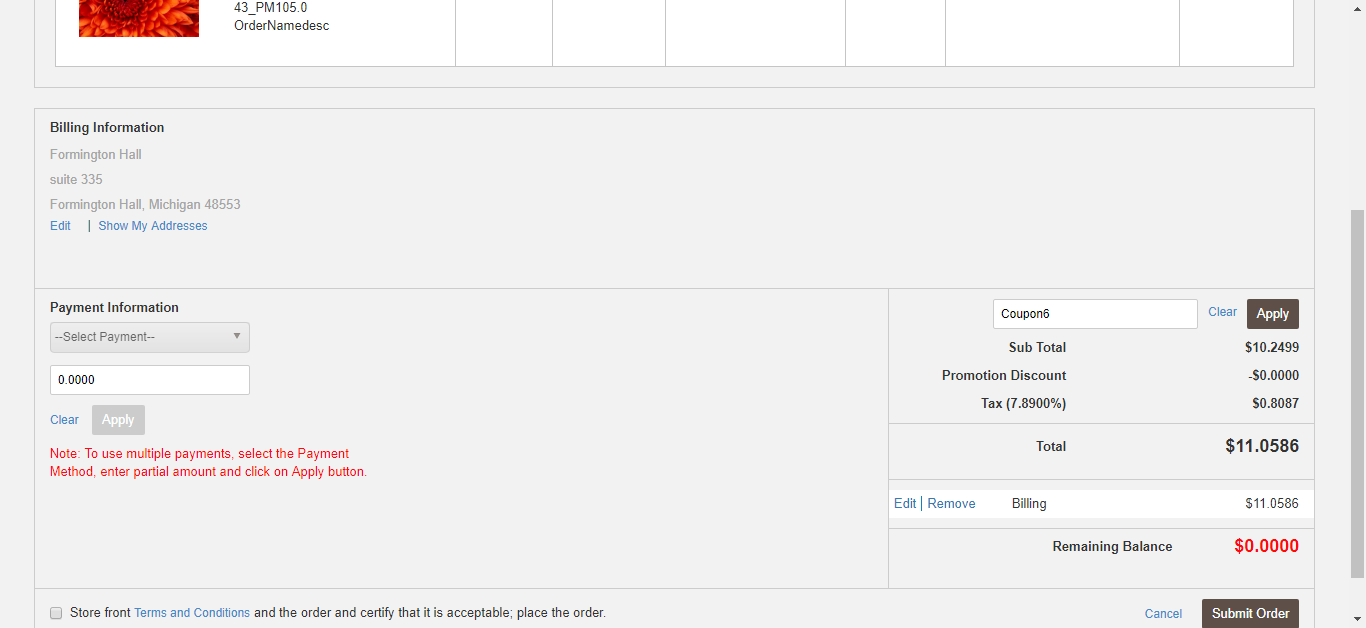 43_PM105.0
OrderNamedesc
Billing Information
Formington Hall
suite 335
Formington Hall, Michigan 48553
Edit | Show My Addresses
Payment Information
--Select Payment--
0.0000
Clear Apply
Note: To use multiple payments, select the Payment
Method, enter partial amount and click on Apply button.
Coupon6 Clear Apply
Sub Total $10.2499
Promotion Discount -$0.0000
Tax (7.8900%) $0.8087
Total $11.0586
Edit | Remove Billing $11.0586
Remaining Balance $0.0000
Store front Terms and Conditions and the order and certify that it is acceptable; place the order.
Cancel Submit Order